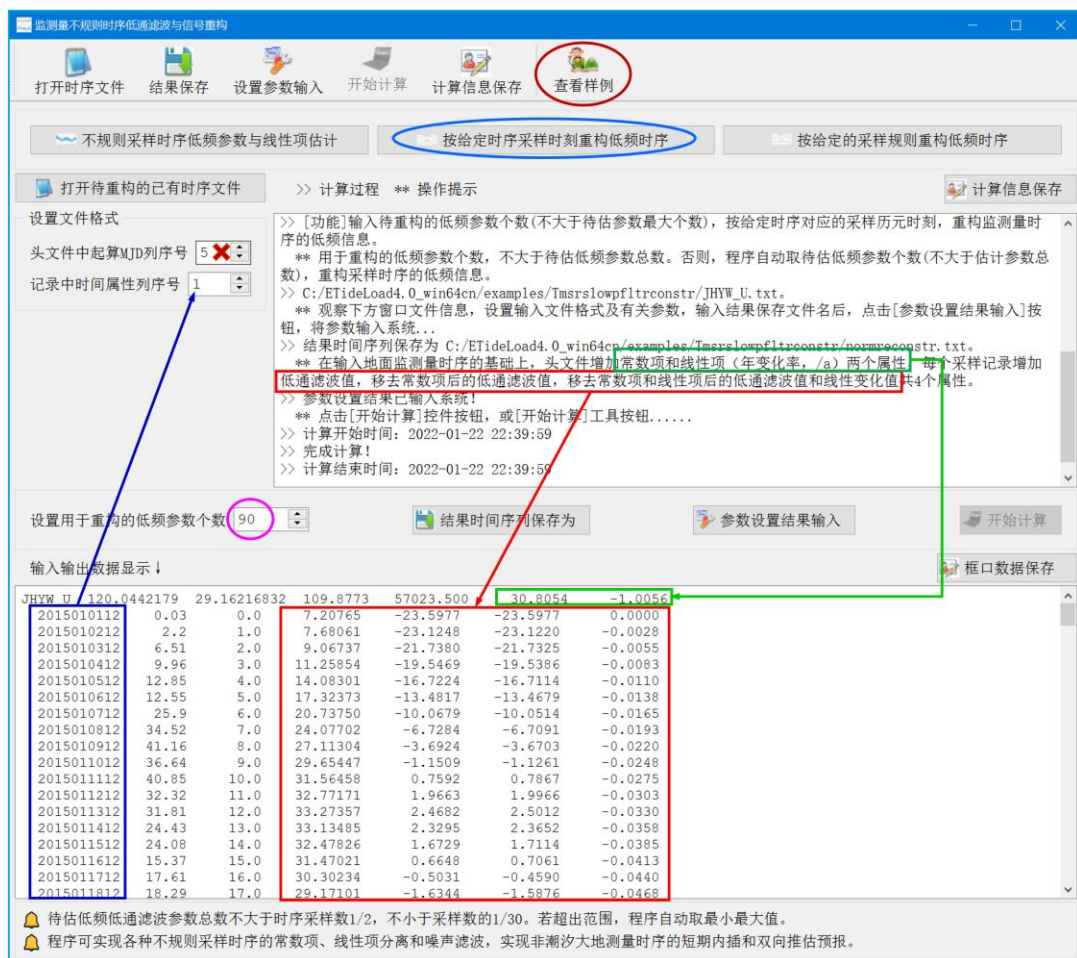 监测量不规则时序低通滤波与信号重构
打开时序文件 结果保存 设置参数输入 开始计算 计算信息保存 查看样例
不规则采样时序低频参数与线性项估计 按给定时序采样时刻重构低频时序 按给定的采样规则重构低频时序
打开待重构的已有时序文件 >> 计算过程 ** 操作提示 计算信息保存
设置文件格式
头文件中起算MJD列序号 5
记录中时间属性列序号 1
>> [功能]输入待重构的低频参数个数(不大于待估参数最大个数)，按给定时序对应的采样历元时刻，重构监测量时
序的低频信息。
** 用于重构的低频参数个数，不大于待估低频参数总数。否则，程序自动取待估低频参数个数(不大于估计参数总
数)，重构采样时序的低频信息。
>> C:/ETideLoad4.0_win64cn/examples/Tmsrslowpfltrconstr/JHYW_U.txt。
** 观察下方窗口文件信息，设置输入文件格式及有关参数，输入结果保存文件名后，点击[参数设置结果输入]按
钮，将参数输入系统...
>> 结果时间序列保存为 C:/ETideLoad4.0_win64cn/examples/Tmsrslowpfltrconstr/normreconstr.txt。
** 在输入地面监测量时序的基础上，头文件增加常数项和线性项（年变化率，/a）两个属性，每个采样记录增加
低通滤波值，移去常数项后的低通滤波值，移去常数项和线性项后的低通滤波值和线性变化值共4个属性。
>> 参数设置结果已输入系统！
** 点击[开始计算]控件按钮，或[开始计算]工具按钮......
>> 计算开始时间：2022-01-22 22:39:59
>> 完成计算！
>> 计算结束时间：2022-01-22 22:39:59
设置用于重构的低频参数个数 90 结果时间序列保存为 参数设置结果输入 开始计算
输入输出数据显示↓ 框口数据保存
JHYW_U 120.0442179 29.16216832 109.8773 57023.500 30.8054 -1.0056
2015010112 0.03 0.0 7.20765 -23.5977 -23.5977 0.0000
2015010212 2.2 1.0 7.68061 -23.1248 -23.1220 -0.0028
2015010312 6.51 2.0 9.06737 -21.7380 -21.7325 -0.0055
2015010412 9.96 3.0 11.25854 -19.5469 -19.5386 -0.0083
2015010512 12.85 4.0 14.08301 -16.7224 -16.7114 -0.0110
2015010612 12.55 5.0 17.32373 -13.4817 -13.4679 -0.0138
2015010712 25.9 6.0 20.73750 -10.0679 -10.0514 -0.0165
2015010812 34.52 7.0 24.07702 -6.7284 -6.7091 -0.0193
2015010912 41.16 8.0 27.11304 -3.6924 -3.6703 -0.0220
2015011012 36.64 9.0 29.65447 -1.1509 -1.1261 -0.0248
2015011112 40.85 10.0 31.56458 0.7592 0.7867 -0.0275
2015011212 32.32 11.0 32.77171 1.9663 1.9966 -0.0303
2015011312 31.81 12.0 33.27357 2.4682 2.5012 -0.0330
2015011412 24.43 13.0 33.13485 2.3295 2.3652 -0.0358
2015011512 24.08 14.0 32.47826 1.6729 1.7114 -0.0385
2015011612 15.37 15.0 31.47021 0.6648 0.7061 -0.0413
2015011712 17.61 16.0 30.30234 -0.5031 -0.4590 -0.0440
2015011812 18.29 17.0 29.17101 -1.6344 -1.5876 -0.0468
待估低频低通滤波参数总数不大于时序采样数1/2，不小于采样数的1/30。若超出范围，程序自动取最小最大值。
程序可实现各种不规则采样时序的常数项、线性项分离和噪声滤波，实现非潮汐大地测量时序的短期内插和双向推估预报。